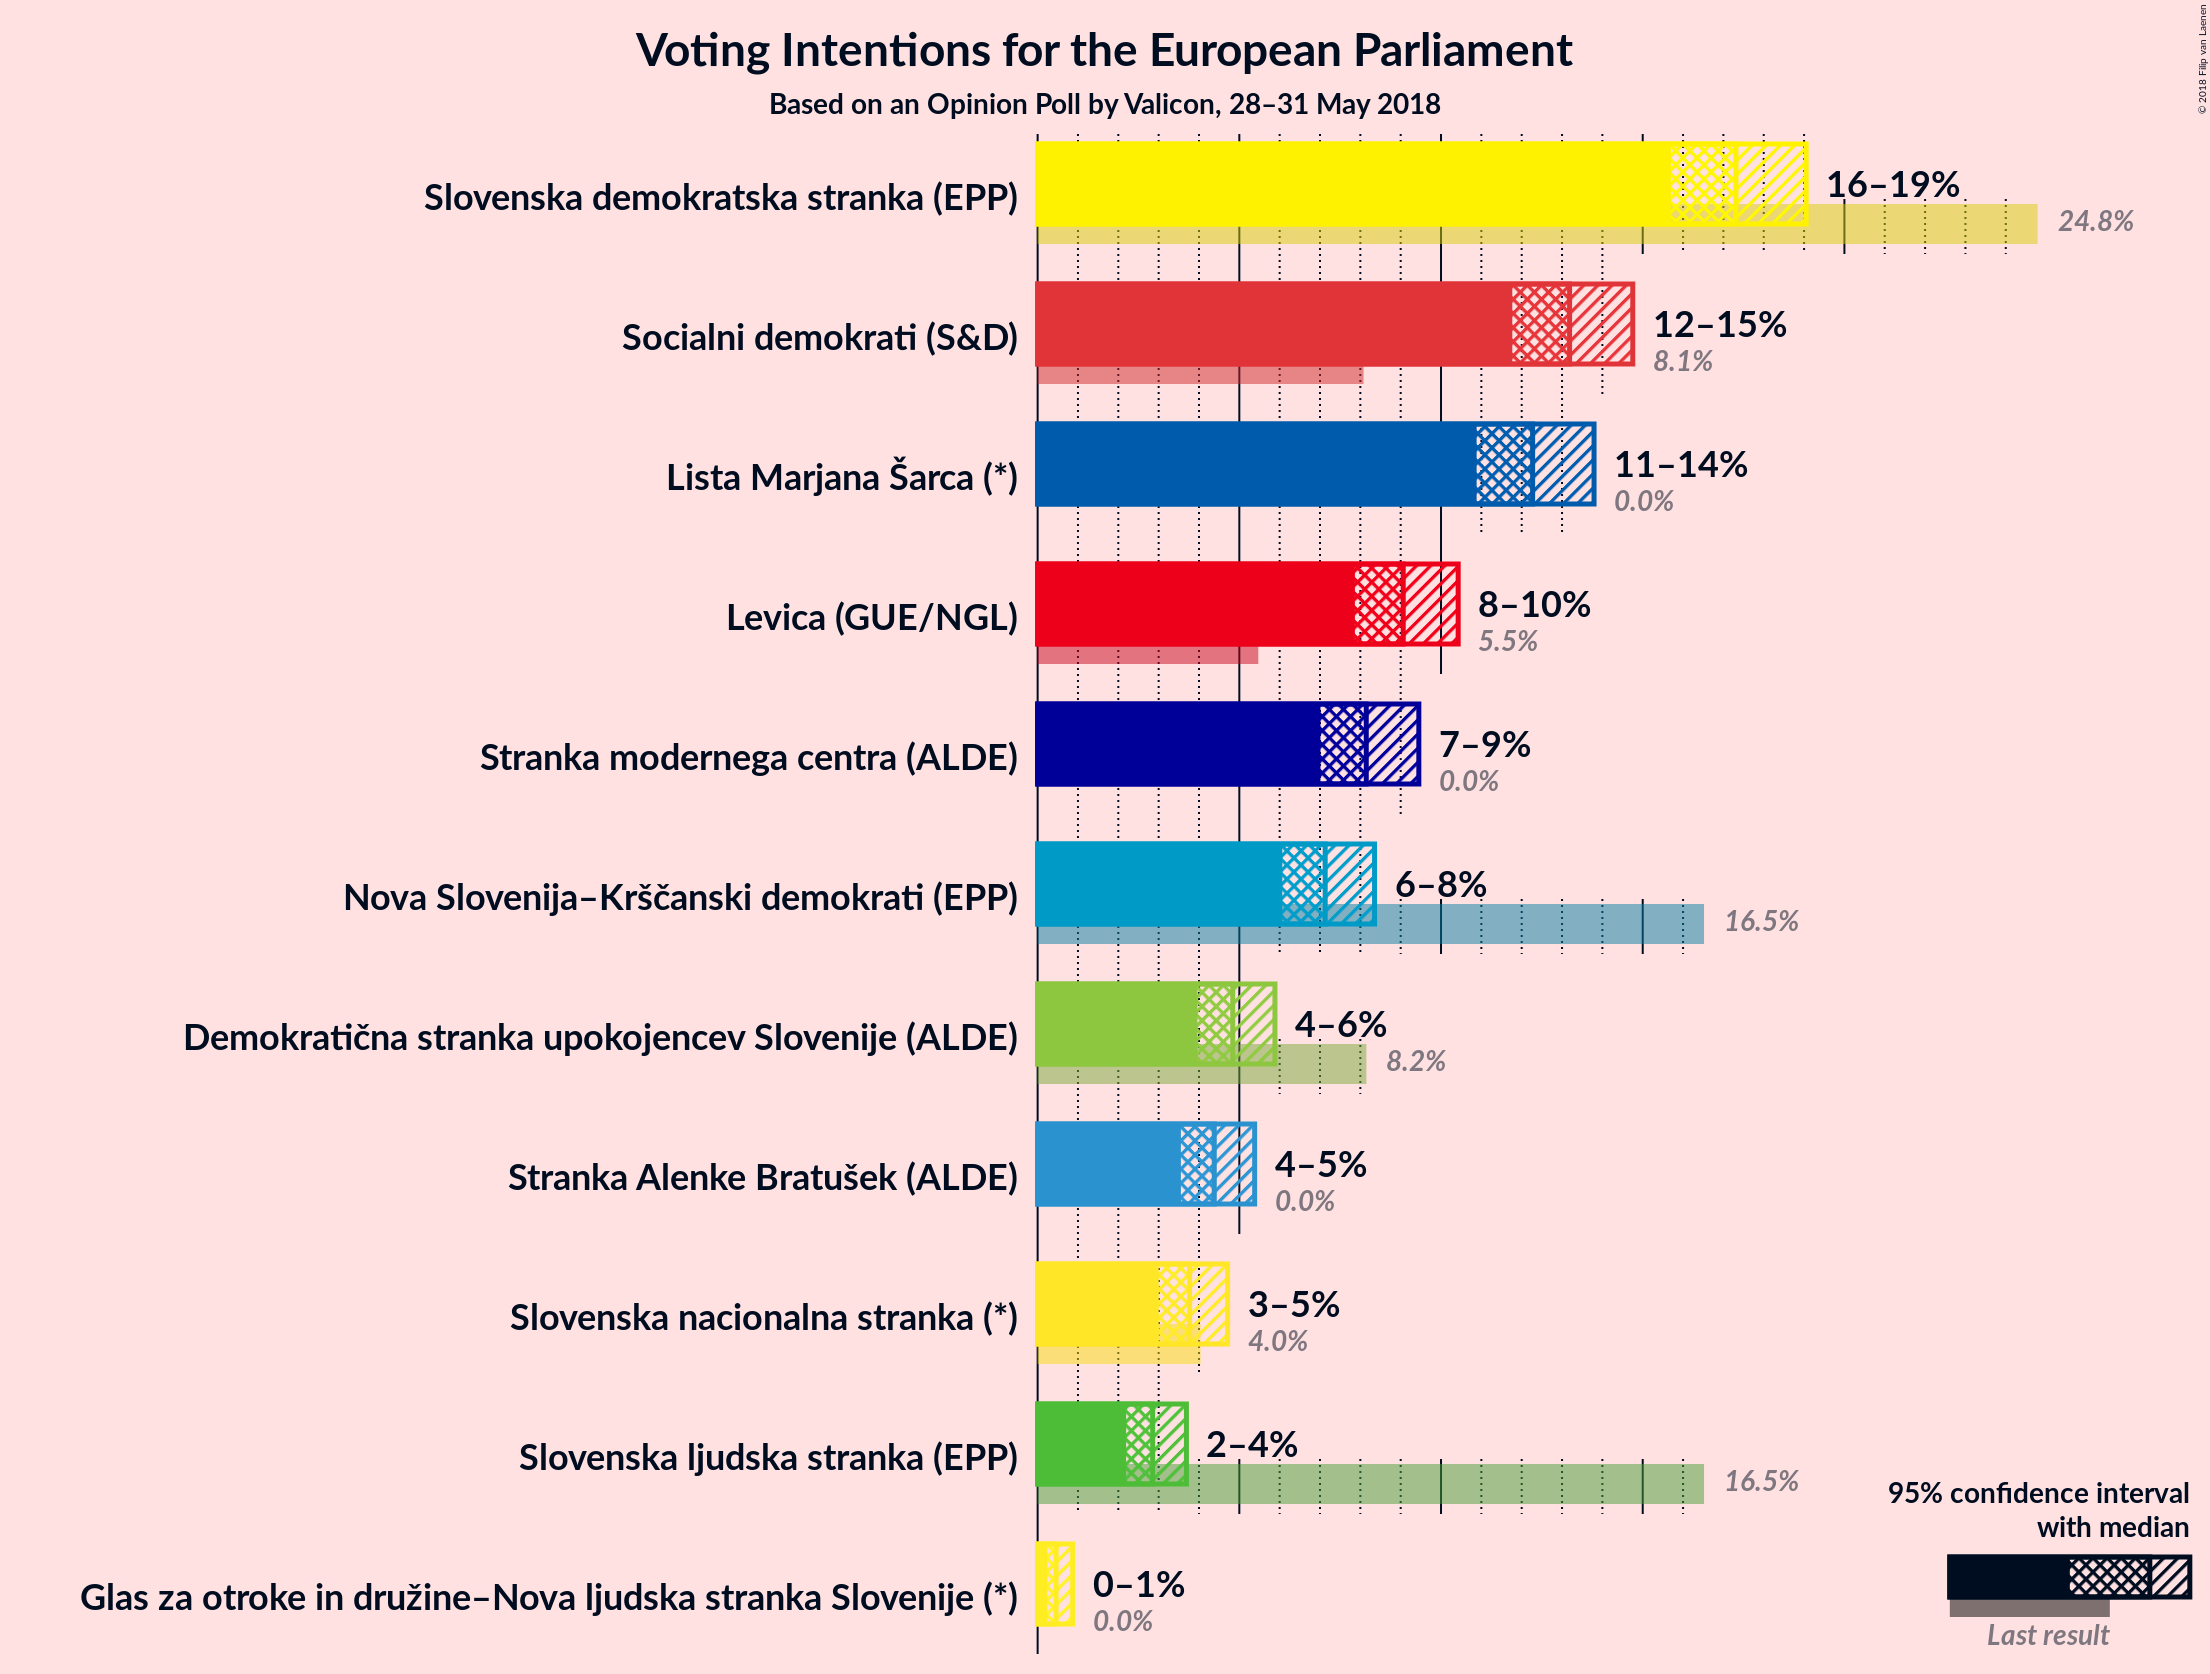 © 2018 Filip van Laenen
Voting Intentions for the European Parliament
Based on an Opinion Poll by Valicon, 28–31 May 2018
Slovenska demokratska stranka (EPP)
16–19%
24.8%
Socialni demokrati (S&D)
12–15%
8.1%
Lista Marjana Šarca (*)
11–14%
0.0%
Levica (GUE/NGL)
8–10%
5.5%
Stranka modernega centra (ALDE)
7–9%
0.0%
Nova Slovenija–Krščanski demokrati (EPP)
6–8%
16.5%
Demokratična stranka upokojencev Slovenije (ALDE)
4–6%
8.2%
Stranka Alenke Bratušek (ALDE)
4–5%
0.0%
Slovenska nacionalna stranka (*)
3–5%
4.0%
Slovenska ljudska stranka (EPP)
2–4%
16.5%
Glas za otroke in družine–Nova ljudska stranka Slovenije (*)
0–1%
0.0%
95% confidence interval
with median
Last result